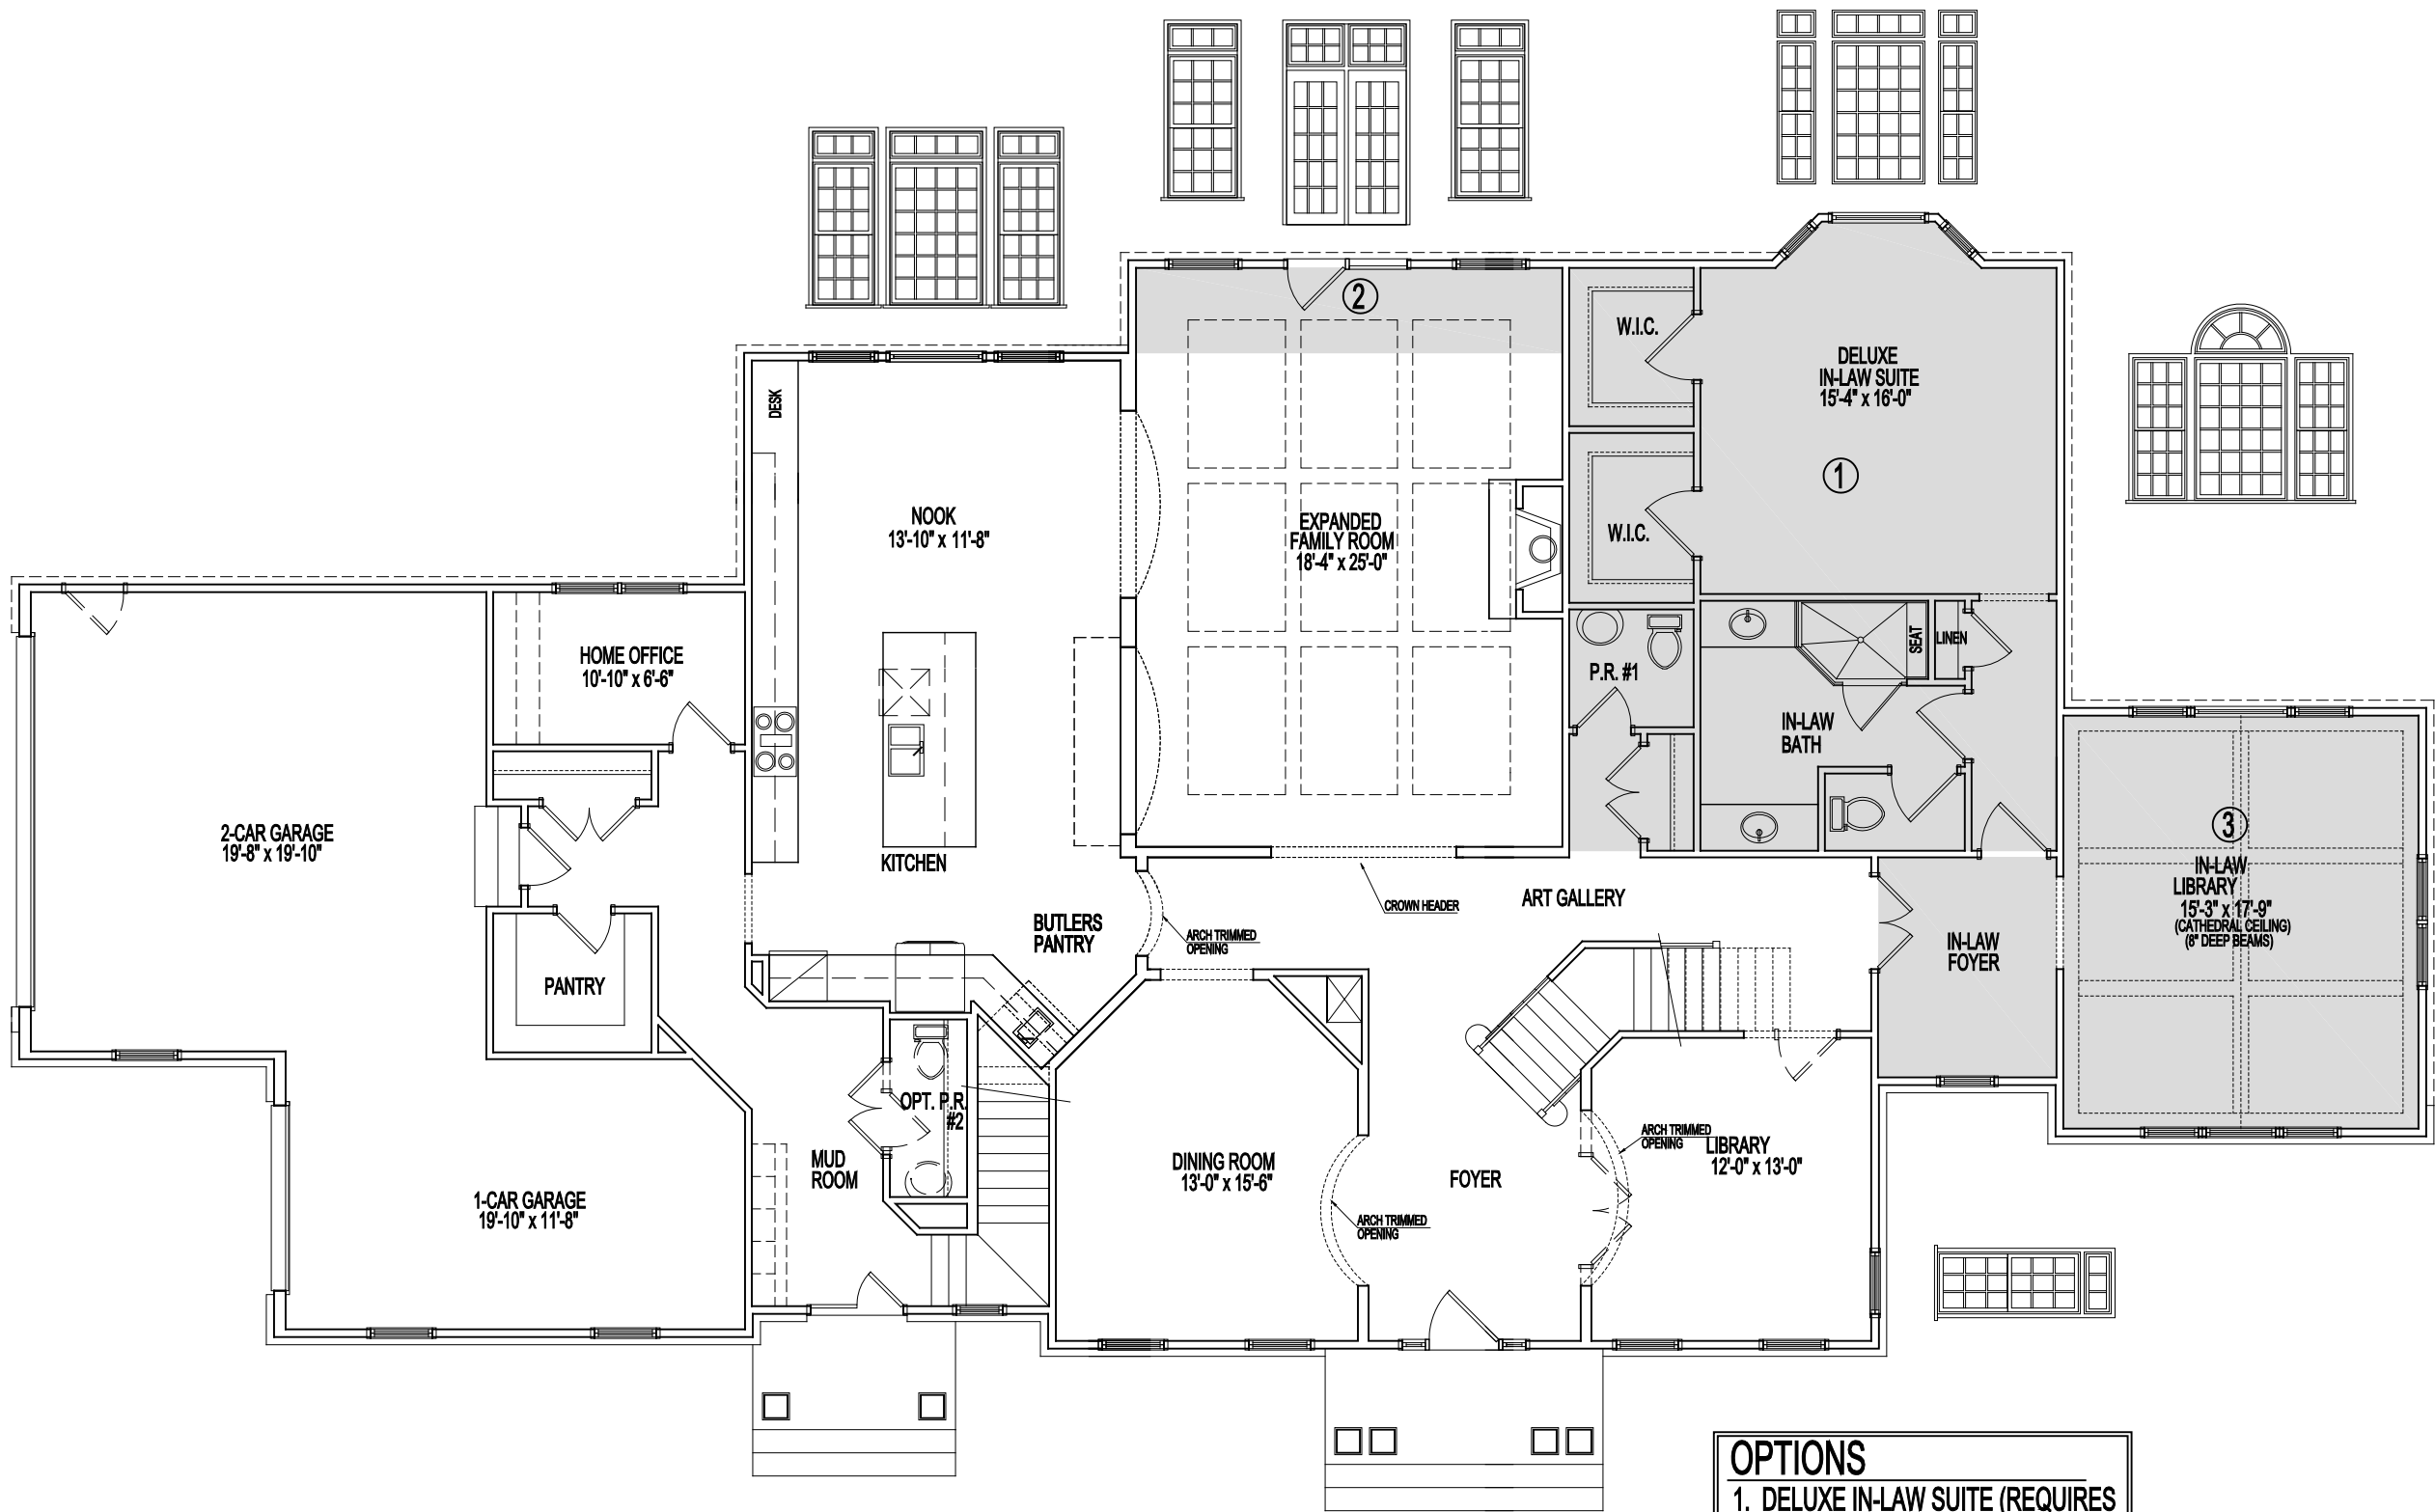 ②
W.I.C.
DELUXE
IN-LAW SUITE
15'-4" x 16'-0"
DESK
①
NOOK
13'-10" x 11'-8"
EXPANDED
FAMILY ROOM
18'-4" x 25'-0"
W.I.C.
HOME OFFICE
10'-10" x 6'-6"
P.R. #1
SEAT
LINEN
IN-LAW
BATH
2-CAR GARAGE
19'-8" x 19'-10"
KITCHEN
③
IN-LAW
LIBRARY
15'-3" x 17'-9"
(CATHEDRAL CEILING)
(8" DEEP BEAMS)
CROWN HEADER
ART GALLERY
BUTLERS
PANTRY
ARCH TRIMMED
OPENING
IN-LAW
FOYER
PANTRY
OPT. P.R.
#2
MUD
ROOM
DINING ROOM
13'-0" x 15'-6"
FOYER
ARCH TRIMMED
OPENING
LIBRARY
12'-0" x 13'-0"
1-CAR GARAGE
19'-10" x 11'-8"
ARCH TRIMMED
OPENING
OPTIONS
1. DELUXE IN-LAW SUITE (REQUIRES